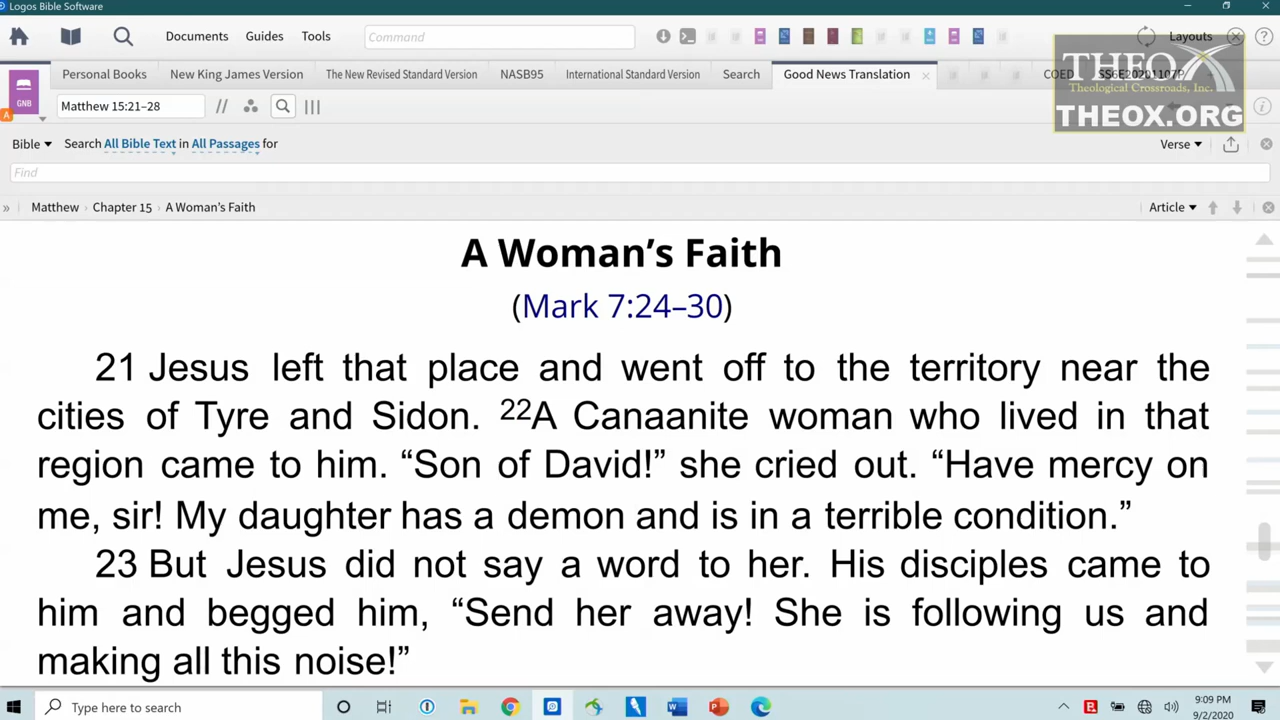 Logos Bible Software
Documents Guides Tools Command Layouts
THEOX
Theological Crossroads, Inc.
THEOX.ORG
Personal Books New King James Version The New Revised Standard Version NASB95 International Standard Version Search Good News Translation COED
GNB
A
Matthew 15:21–28
Bible Search All Bible Text in All Passages for Verse
Find
» Matthew › Chapter 15 › A Woman's Faith Article
A Woman’s Faith
(Mark 7:24–30)
21 Jesus left that place and went off to the territory near the
cities of Tyre and Sidon. 22A Canaanite woman who lived in that
region came to him. “Son of David!” she cried out. “Have mercy on
me, sir! My daughter has a demon and is in a terrible condition.”
23 But Jesus did not say a word to her. His disciples came to
him and begged him, “Send her away! She is following us and
making all this noise!”
Type here to search
9:09 PM
9/2/2020